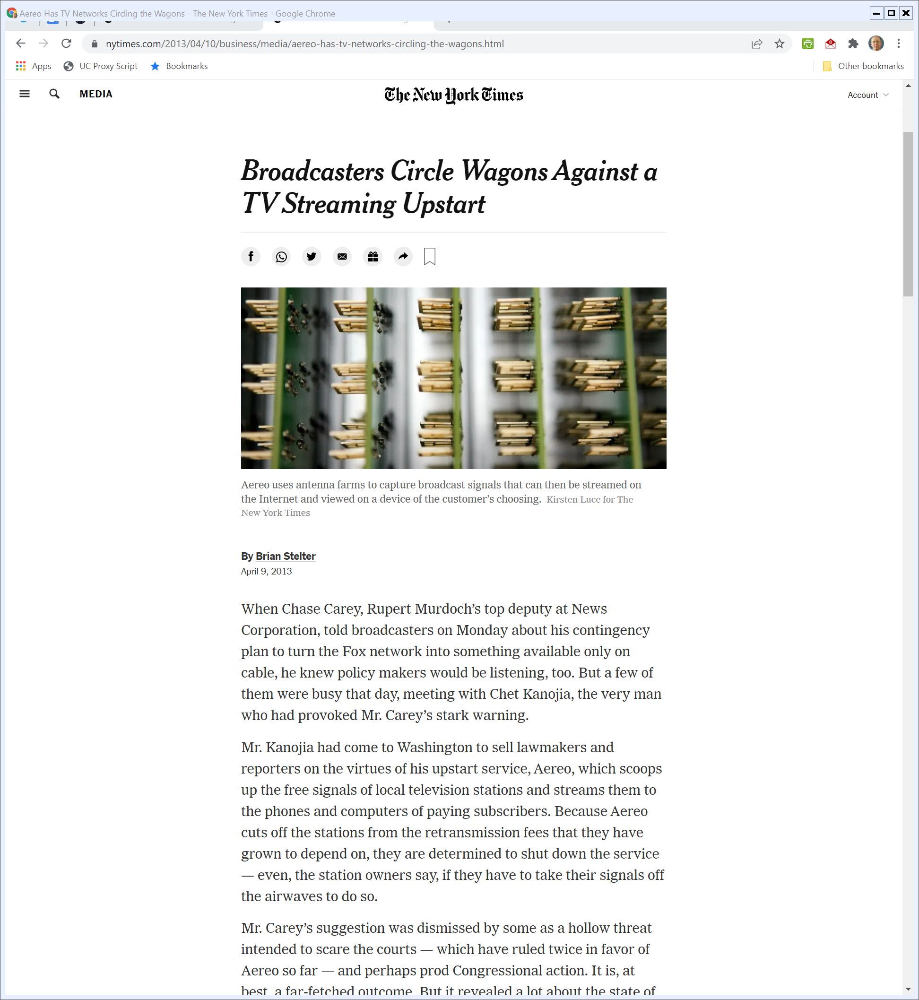 Aereo Has TV Networks Circling the Wagons - The New York Times - Google Chrome
nytimes.com/2013/04/10/business/media/aereo-has-tv-networks-circling-the-wagons.html
Apps UC Proxy Script Bookmarks Other bookmarks
MEDIA The New York Times Account
Broadcasters Circle Wagons Against a
TV Streaming Upstart
Aereo uses antenna farms to capture broadcast signals that can then be streamed on
the Internet and viewed on a device of the customer’s choosing. Kirsten Luce for The
New York Times
By Brian Stelter
April 9, 2013
When Chase Carey, Rupert Murdoch’s top deputy at News
Corporation, told broadcasters on Monday about his contingency
plan to turn the Fox network into something available only on
cable, he knew policy makers would be listening, too. But a few of
them were busy that day, meeting with Chet Kanojia, the very man
who had provoked Mr. Carey’s stark warning.
Mr. Kanojia had come to Washington to sell lawmakers and
reporters on the virtues of his upstart service, Aereo, which scoops
up the free signals of local television stations and streams them to
the phones and computers of paying subscribers. Because Aereo
cuts off the stations from the retransmission fees that they have
grown to depend on, they are determined to shut down the service
— even, the station owners say, if they have to take their signals off
the airwaves to do so.
Mr. Carey’s suggestion was dismissed by some as a hollow threat
intended to scare the courts — which have ruled twice in favor of
Aereo so far — and perhaps prod Congressional action. It is, at
best, a far-fetched outcome. But it revealed a lot about the state of